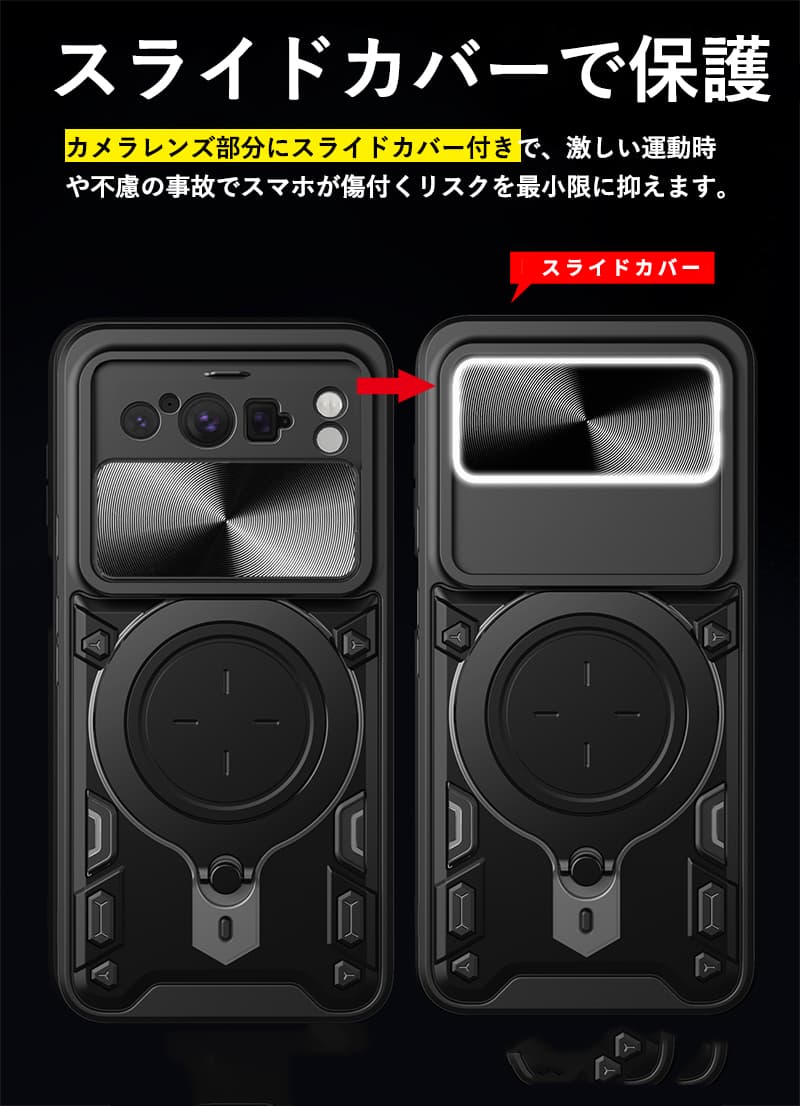 スライドカバーで保護
カメラレンズ部分にスライドカバー付きで、激しい運動時
や不慮の事故でスマホが傷付くリスクを最小限に抑えます。
スライドカバー